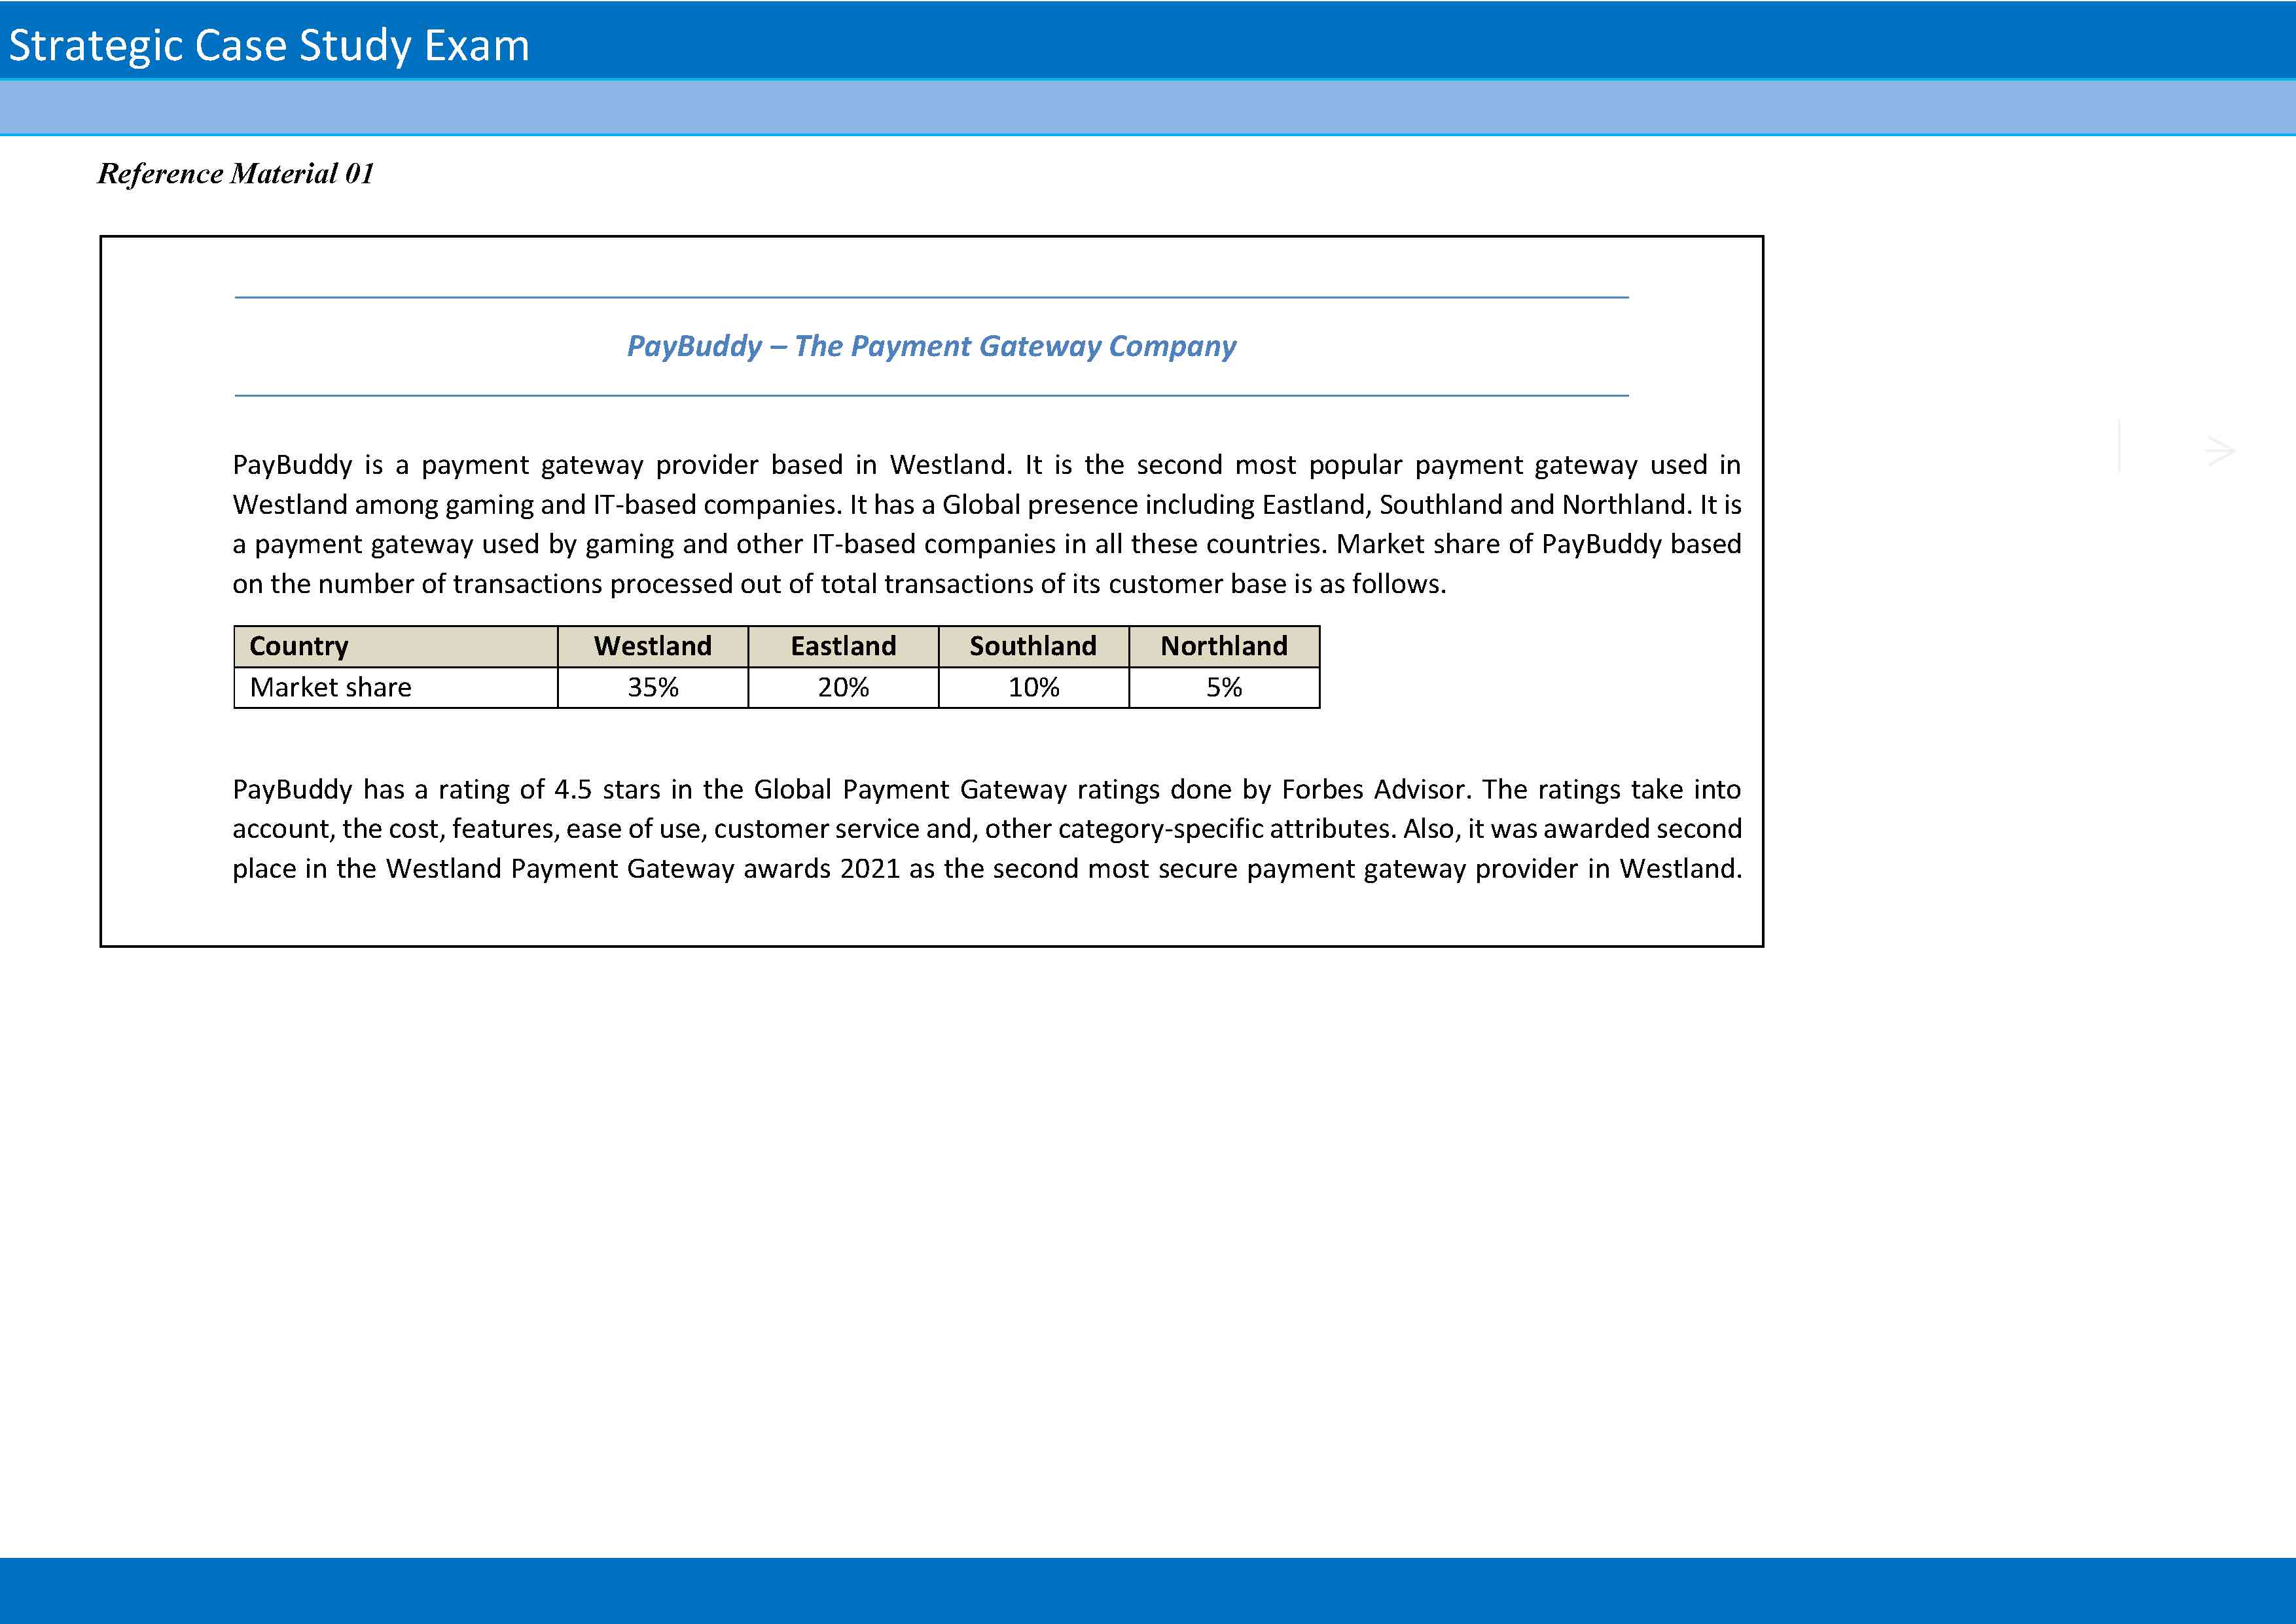 Strategic Case Study Exam
Reference Material 01
PayBuddy – The Payment Gateway Company
PayBuddy is a payment gateway provider based in Westland. It is the second most popular payment gateway used in
Westland among gaming and IT-based companies. It has a Global presence including Eastland, Southland and Northland. It is
a payment gateway used by gaming and other IT-based companies in all these countries. Market share of PayBuddy based
on the number of transactions processed out of total transactions of its customer base is as follows.
Country Westland Eastland Southland Northland
Market share 35% 20% 10% 5%
PayBuddy has a rating of 4.5 stars in the Global Payment Gateway ratings done by Forbes Advisor. The ratings take into
account, the cost, features, ease of use, customer service and, other category-specific attributes. Also, it was awarded second
place in the Westland Payment Gateway awards 2021 as the second most secure payment gateway provider in Westland.